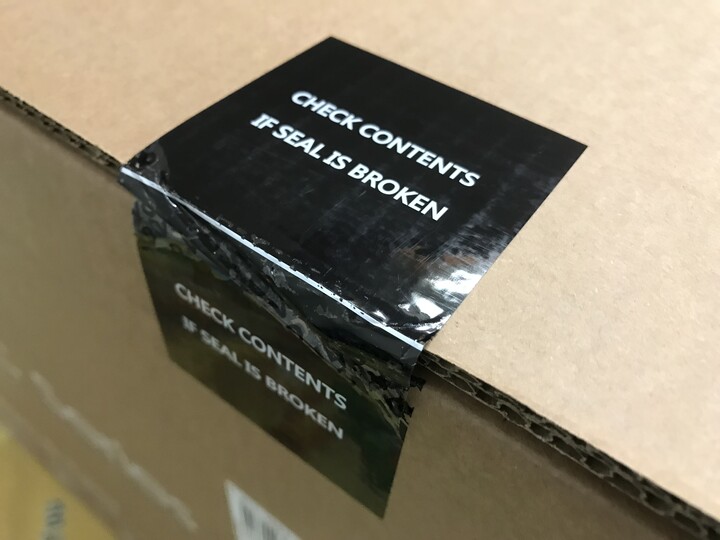 CHECK CONTENTS
IF SEAL IS BROKEN
CHECK CONTENTS
IF SEAL IS BROKEN